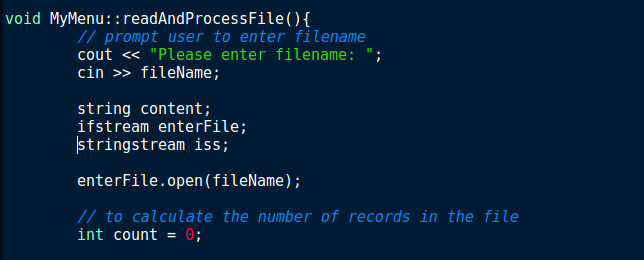 void MyMenu::readAndProcessFile(){
// prompt user to enter filename
cout << "Please enter filename: ";
cin >> fileName;
string content;
ifstream enterFile;
stringstream iss;
enterFile.open(fileName);
// to calculate the number of records in the file
int count = 0;